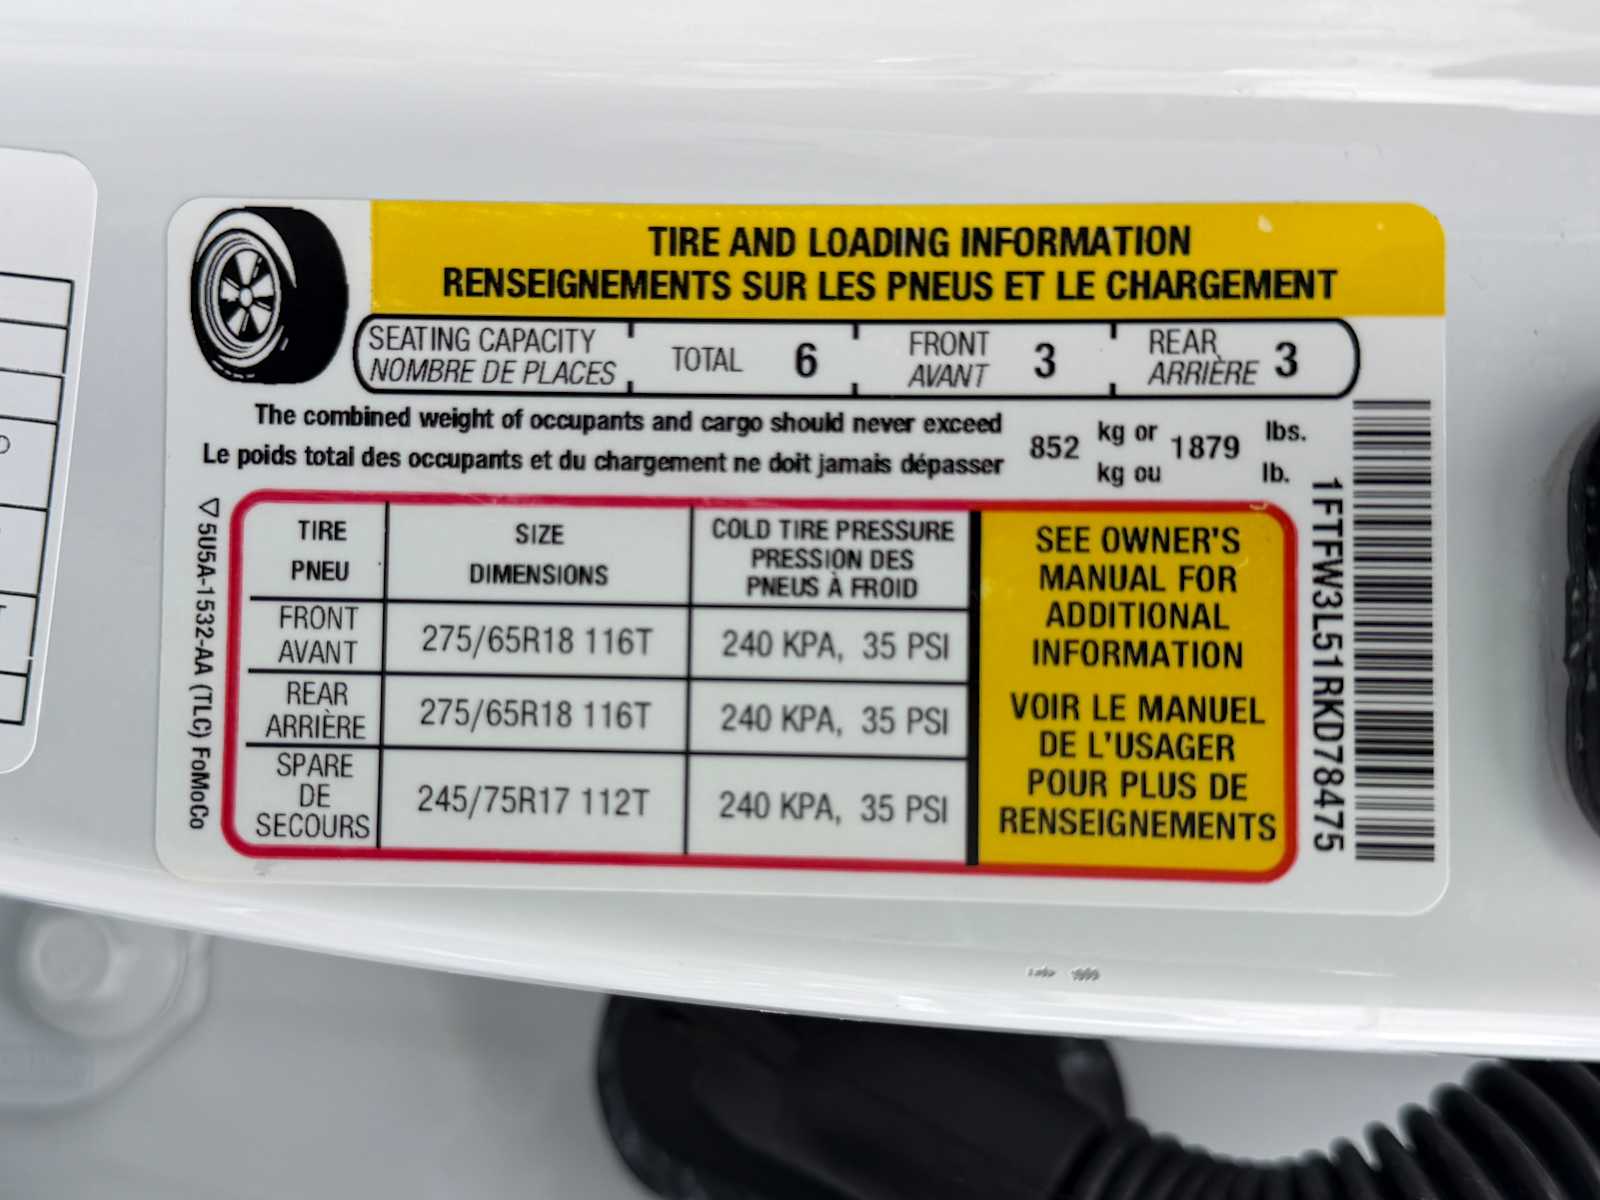 TIRE AND LOADING INFORMATION
RENSEIGNEMENTS SUR LES PNEUS ET LE CHARGEMENT
SEATING CAPACITY
NOMBRE DE PLACES
TOTAL 6
FRONT
AVANT
3
REAR
ARRIÈRE
3
The combined weight of occupants and cargo should never exceed
Le poids total des occupants et du chargement ne doit jamais dépasser
852
kg or
kg ou
1879
lbs.
lb.
TIRE
PNEU
SIZE
DIMENSIONS
COLD TIRE PRESSURE
PRESSION DES
PNEUS À FROID
FRONT
AVANT
275/65R18 116T
240 KPA, 35 PSI
REAR
ARRIÈRE
275/65R18 116T
240 KPA, 35 PSI
SPARE
DE
SECOURS
245/75R17 112T
240 KPA, 35 PSI
SEE OWNER'S
MANUAL FOR
ADDITIONAL
INFORMATION
VOIR LE MANUEL
DE L'USAGER
POUR PLUS DE
RENSEIGNEMENTS
5U5A-1532-AA (TLC) FoMoCo
1FTFW3L51RKD78475